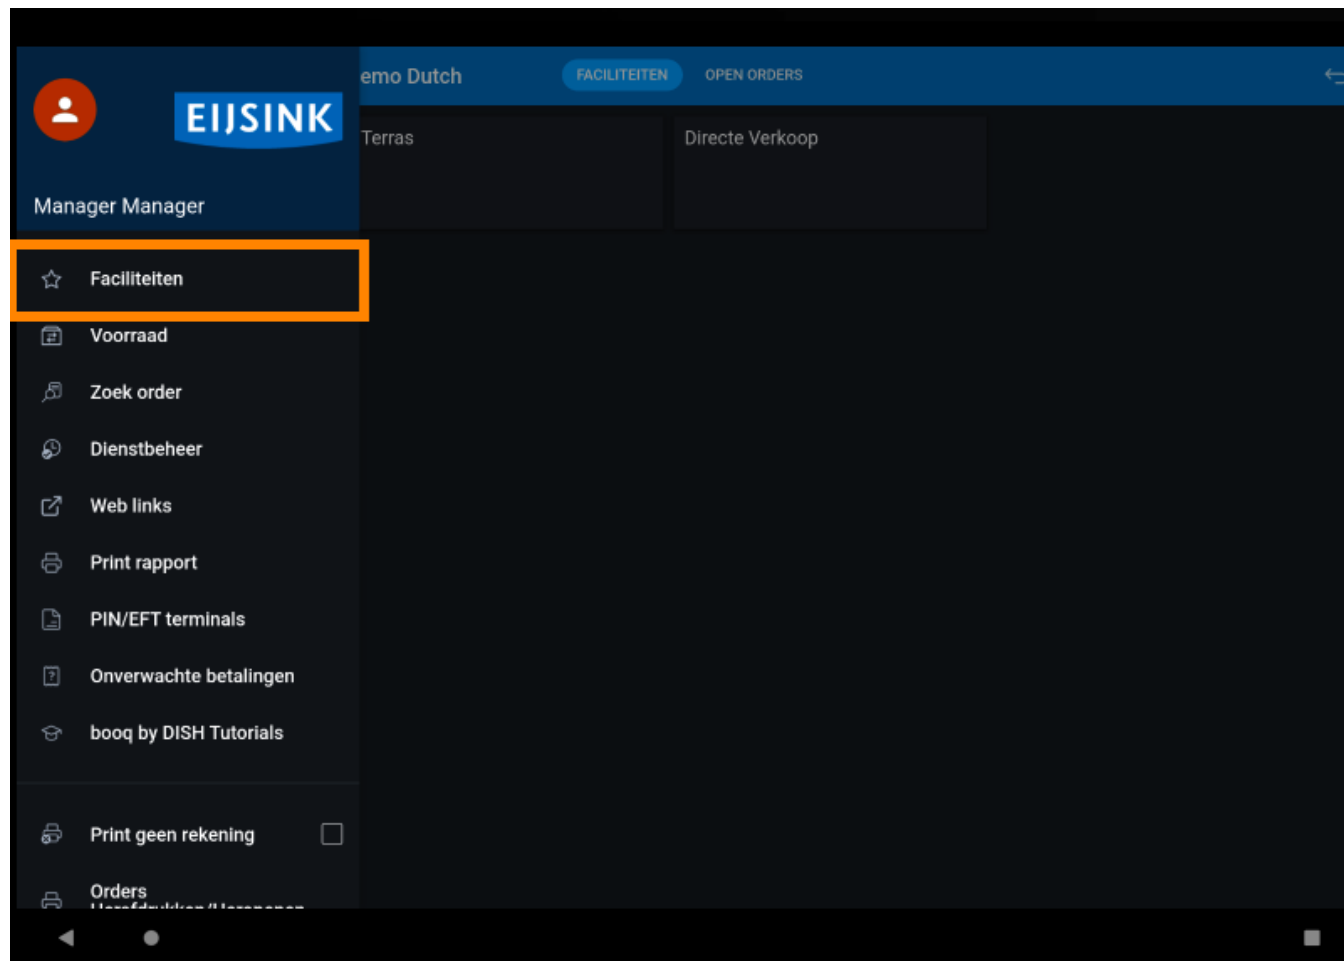 emo Dutch
FACILITEITEN
OPEN ORDERS
EIJSINK
Terras
Directe Verkoop
Manager Manager
Faciliteiten
Voorraad
Zoek order
Dienstbeheer
Web links
Print rapport
PIN/EFT terminals
Onverwachte betalingen
booq by DISH Tutorials
Print geen rekening
Orders